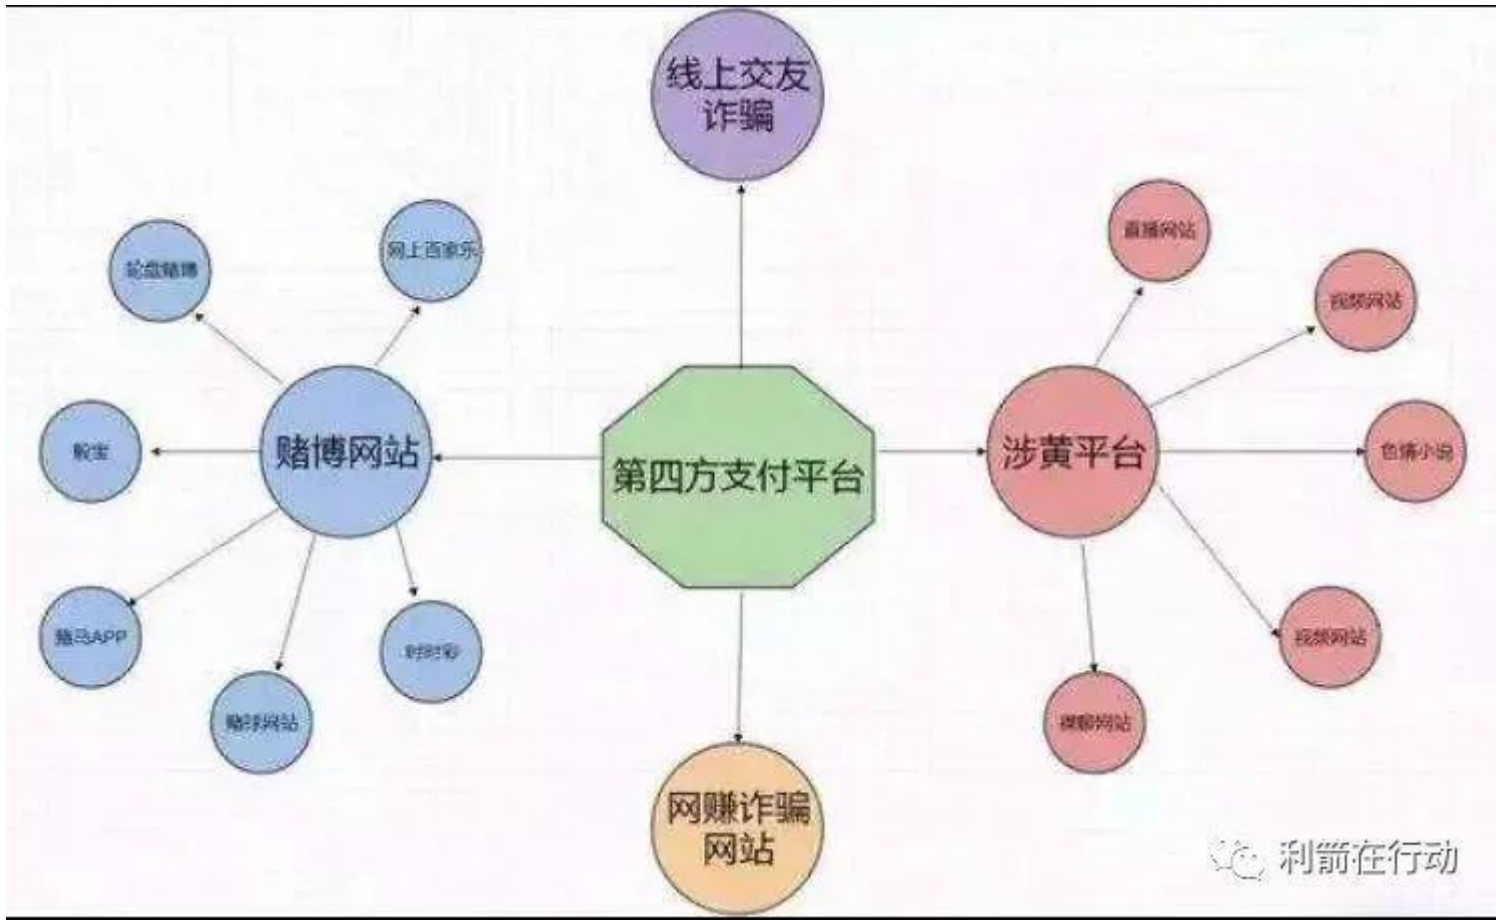 线上交友
诈骗
直播网站
网上百家乐
轮盘赌博
视频网站
赌博网站
第四方支付平台
涉黄平台
骰宝
色情小说
赌马APP
时时彩
视频网站
赌球网站
裸聊网站
网赚诈骗
网站
利箭在行动